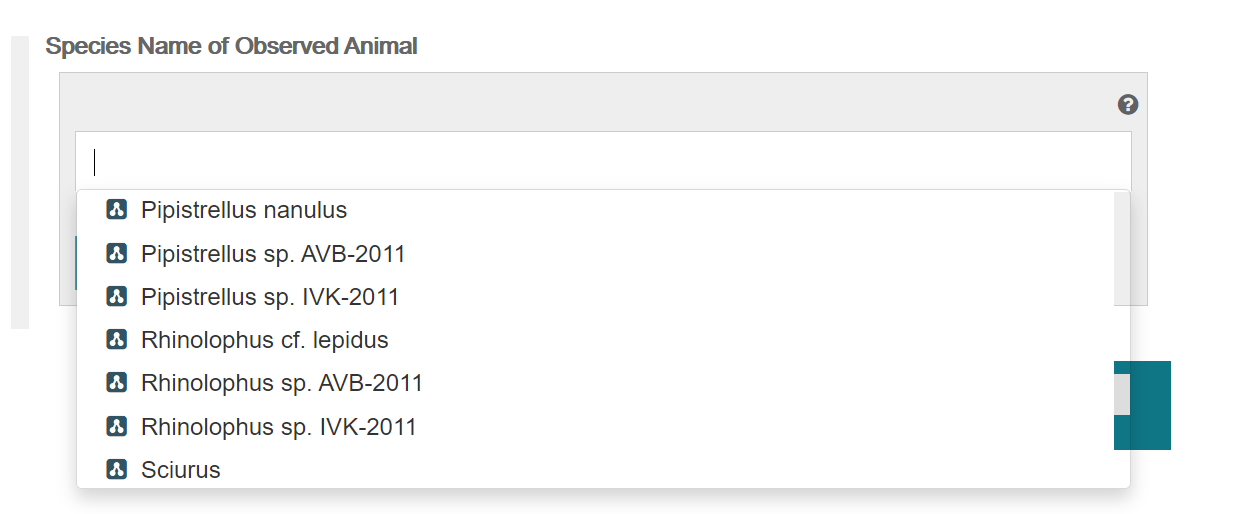 Species Name of Observed Animal
?
Pipistrellus nanulus
Pipistrellus sp. AVB-2011
Pipistrellus sp. IVK-2011
Rhinolophus cf. lepidus
Rhinolophus sp. AVB-2011
Rhinolophus sp. IVK-2011
Sciurus